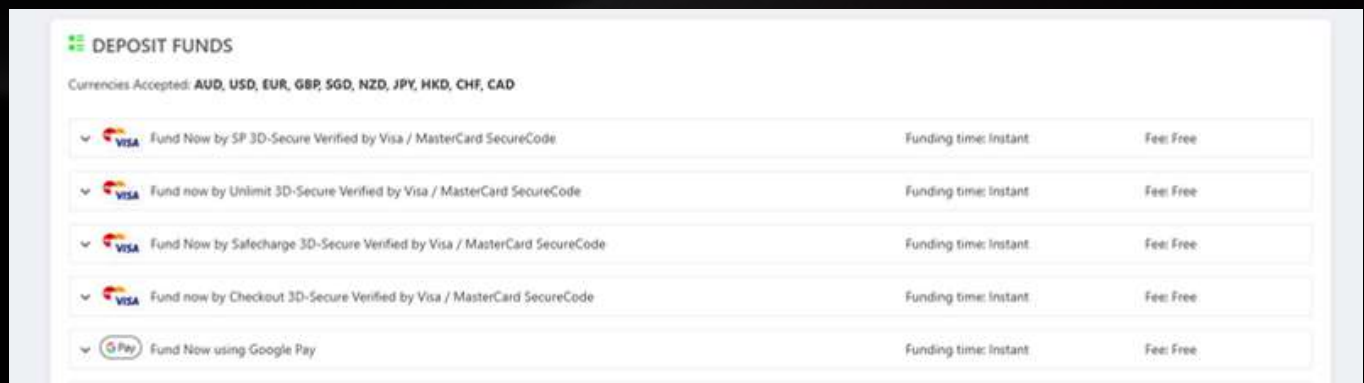 DEPOSIT FUNDS
Currencies Accepted: AUD, USD, EUR, GBP, SGD, NZD, JPY, HKD, CHF, CAD
VISA Fund Now by SP 3D-Secure Verified by Visa / MasterCard SecureCode Funding time: Instant Fee: Free
VISA Fund now by Unlimit 3D-Secure Verified by Visa / MasterCard SecureCode Funding time: Instant Fee: Free
VISA Fund Now by Safecharge 3D-Secure Verified by Visa / MasterCard SecureCode Funding time: Instant Fee: Free
VISA Fund now by Checkout 3D-Secure Verified by Visa / MasterCard SecureCode Funding time: Instant Fee: Free
G Pay Fund Now using Google Pay Funding time: Instant Fee: Free